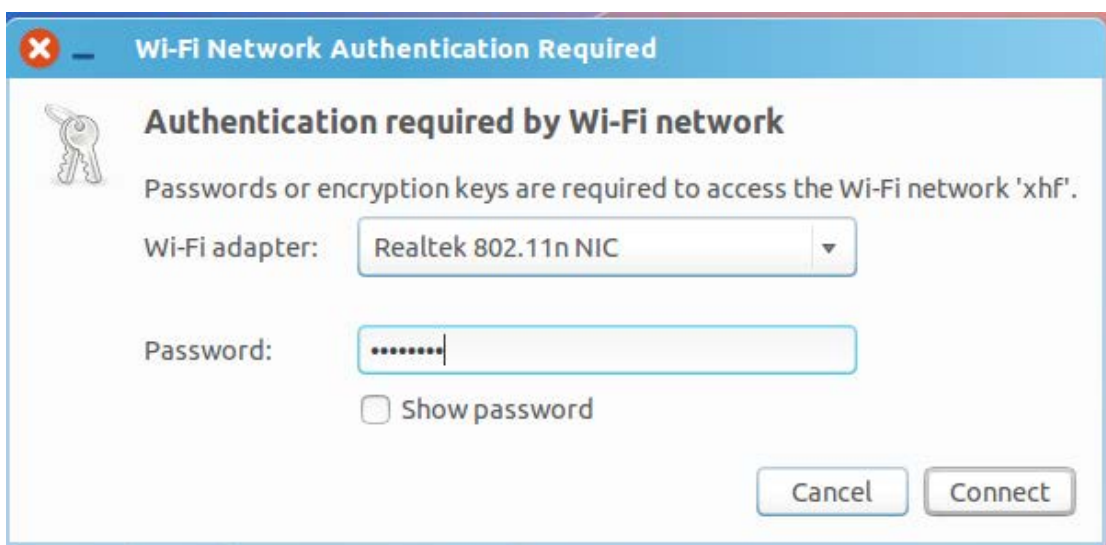 Wi-Fi Network Authentication Required
Authentication required by Wi-Fi network
Passwords or encryption keys are required to access the Wi-Fi network 'xhf'.
Wi-Fi adapter: Realtek 802.11n NIC
Password: ••••••••
Show password
Cancel Connect